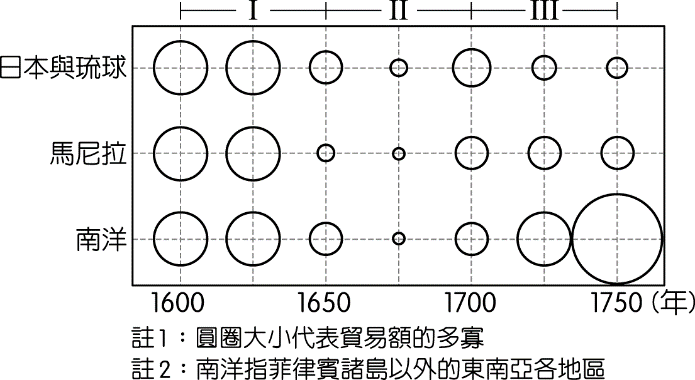 I II III
日本與琉球
馬尼拉
南洋
1600 1650 1700 1750 (年)
註1：圓圈大小代表貿易額的多寡
註2：南洋指菲律賓諸島以外的東南亞各地區